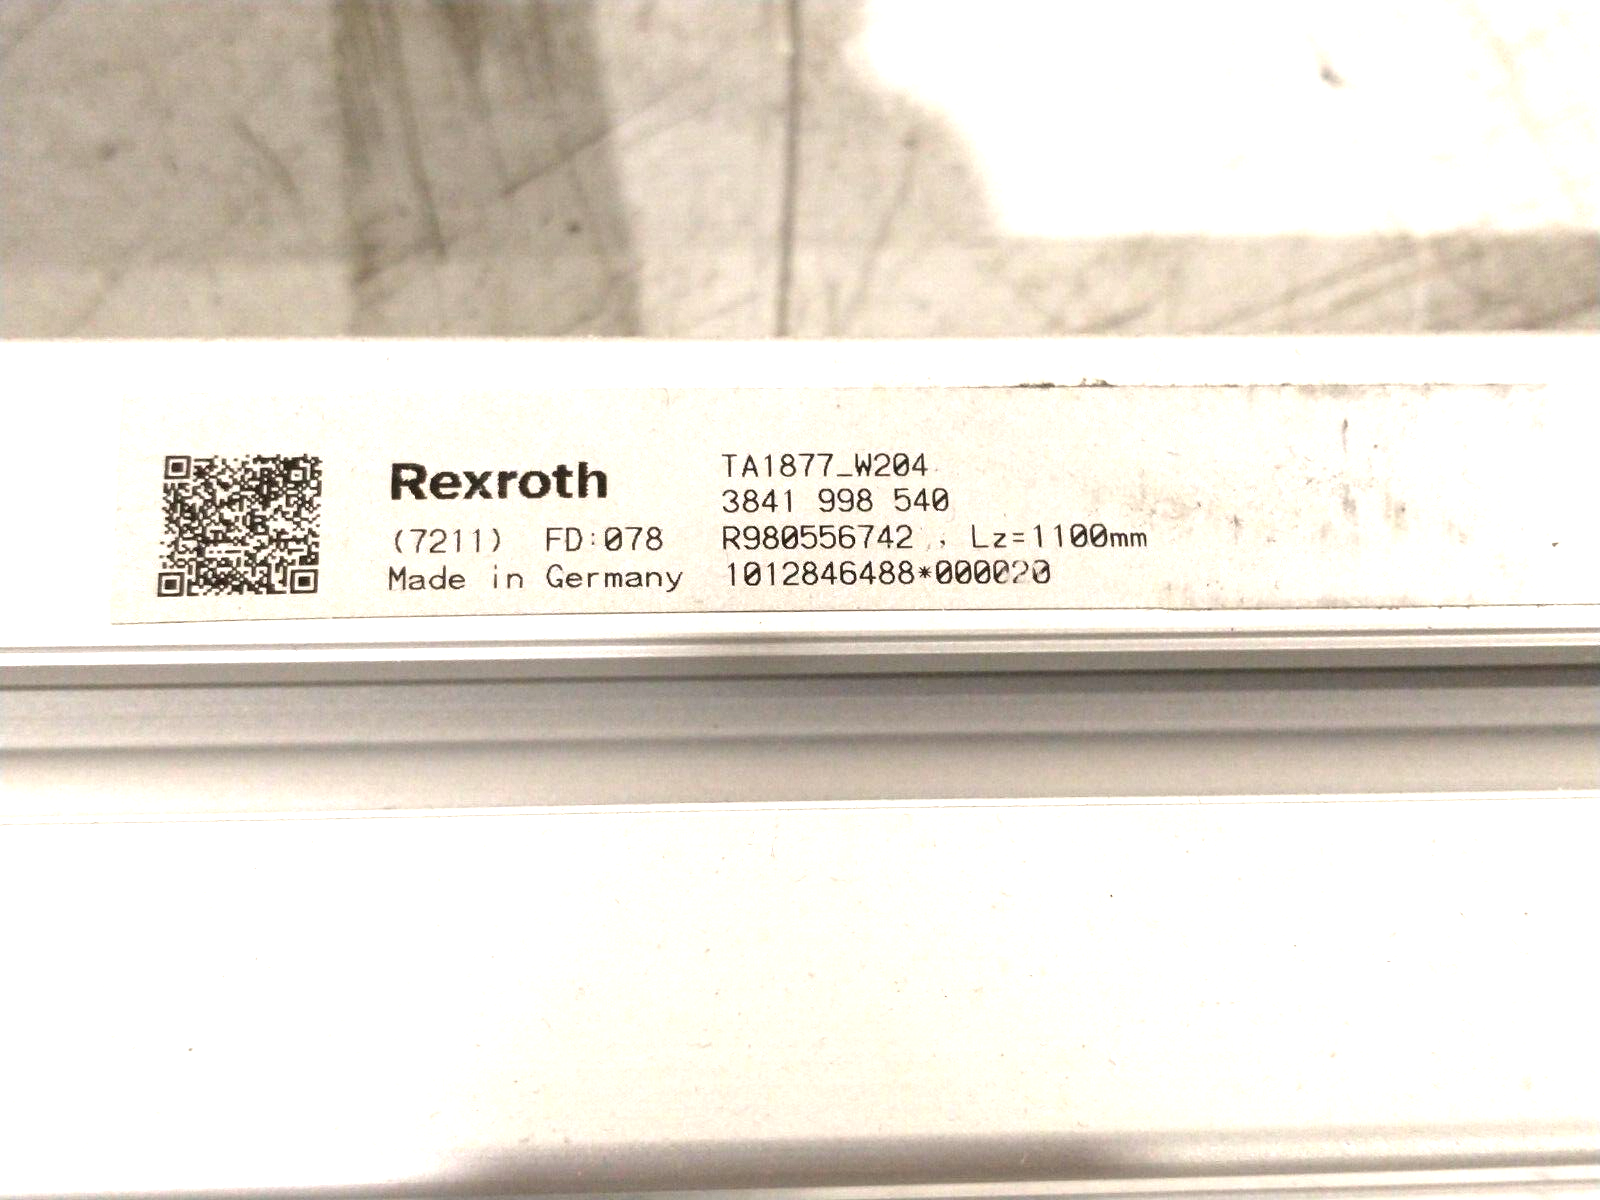 Rexroth
(7211) FD:078
Made in Germany
TA1877_W204
3841 998 540
R980556742 , Lz=1100mm
1012846488*000020